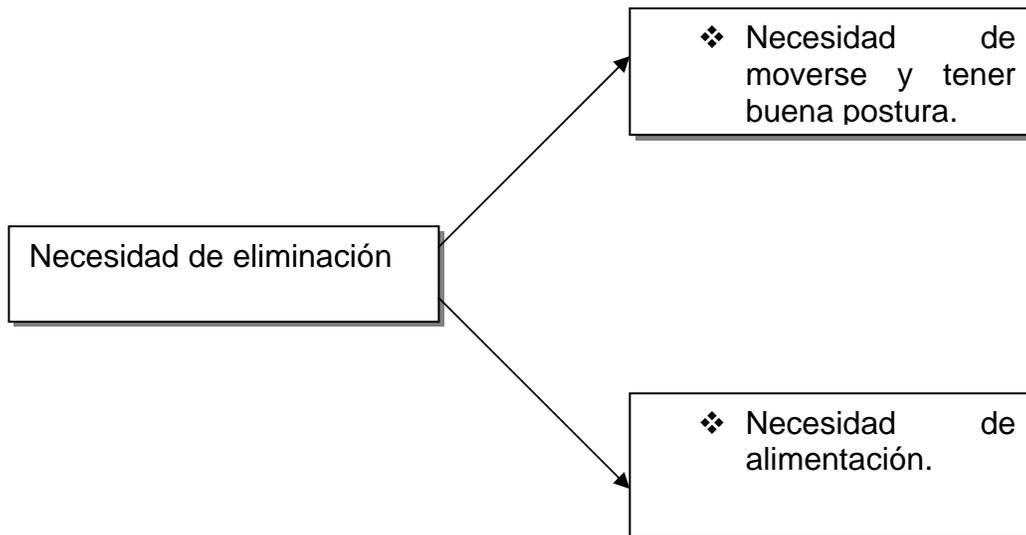 ❖ Necesidad de
moverse y tener
buena postura.
Necesidad de eliminación
❖ Necesidad de
alimentación.